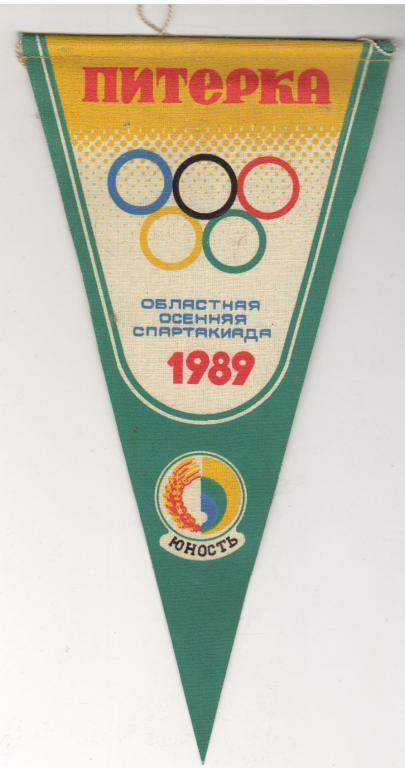 ПИТЕРКА
ОБЛАСТНАЯ
ОСЕННЯЯ
СПАРТАКИАДА
1989
ЮНОСТЬ